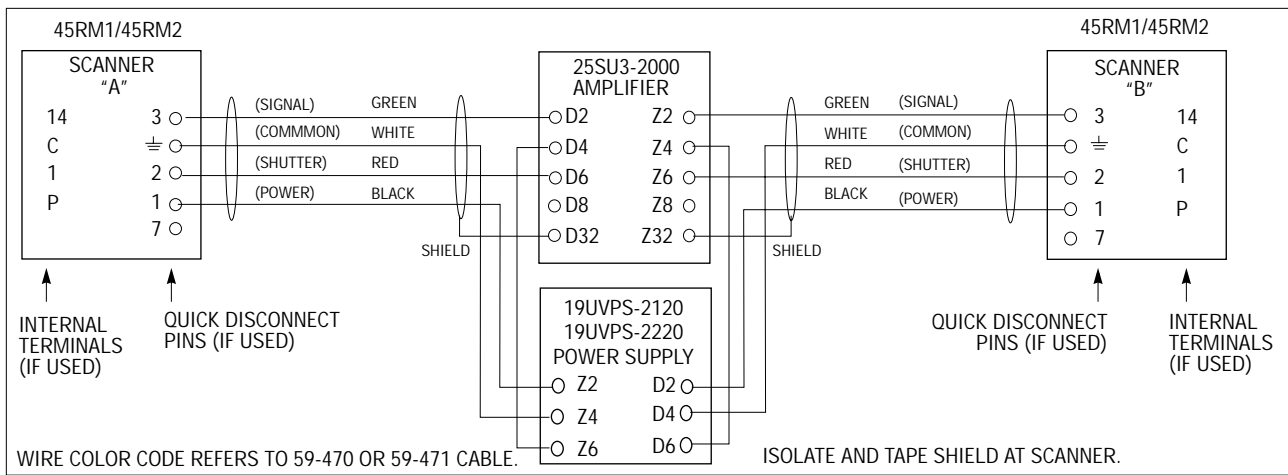 45RM1/45RM2
SCANNER
"A"
14 3
C ⏚
1 2
P 1
7
(SIGNAL) GREEN
(COMMMON) WHITE
(SHUTTER) RED
(POWER) BLACK
SHIELD
INTERNAL
TERMINALS
(IF USED)
QUICK DISCONNECT
PINS (IF USED)
25SU3-2000
AMPLIFIER
D2 Z2
D4 Z4
D6 Z6
D8 Z8
D32 Z32
19UVPS-2120
19UVPS-2220
POWER SUPPLY
Z2 D2
Z4 D4
Z6 D6
GREEN (SIGNAL)
WHITE (COMMON)
RED (SHUTTER)
BLACK (POWER)
SHIELD
45RM1/45RM2
SCANNER
"B"
3 14
⏚ C
2 1
1 P
7
QUICK DISCONNECT
PINS (IF USED)
INTERNAL
TERMINALS
(IF USED)
WIRE COLOR CODE REFERS TO 59-470 OR 59-471 CABLE.
ISOLATE AND TAPE SHIELD AT SCANNER.